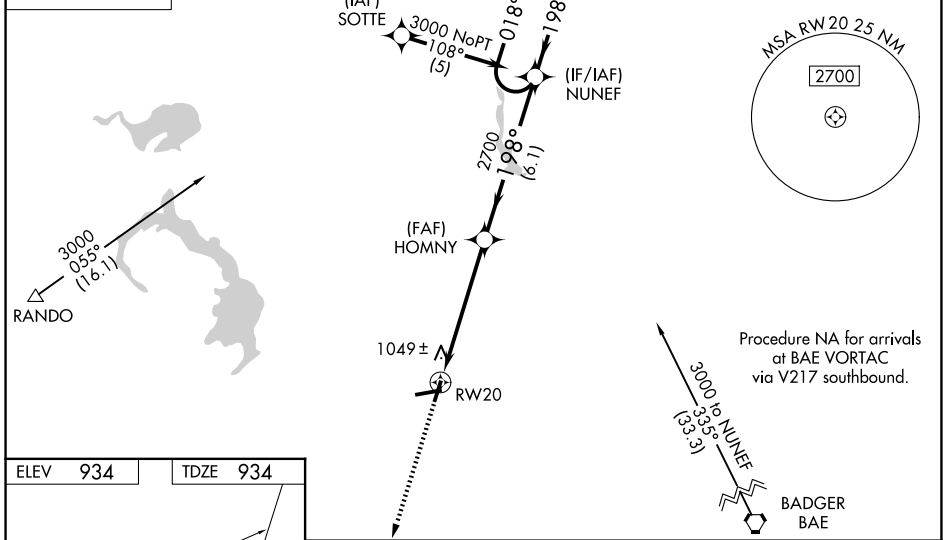 SOTTE
3000 NoPT
108°
(5)
018°
198
(IF/IAF)
NUNEF
MSA RW20 25 NM
2700
2700
198°
(6.1)
(FAF)
HOMNY
3000
055°
(16.1)
RANDO
1049 ±
RW20
Procedure NA for arrivals
at BAE VORTAC
via V217 southbound.
3000 to NUNEF
335°
(33.3)
BADGER
BAE
ELEV 934
TDZE 934